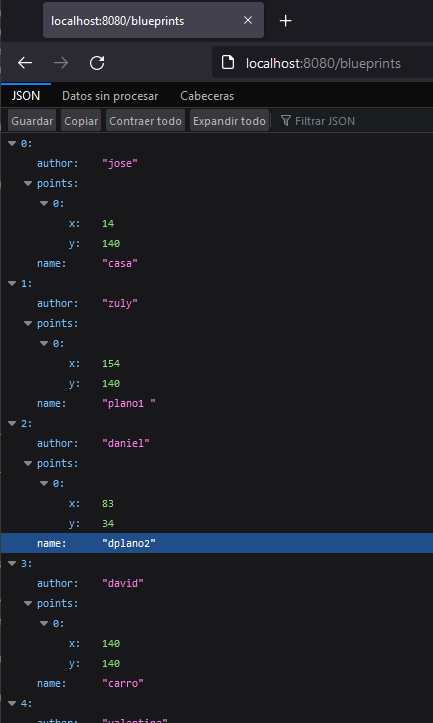 localhost:8080/blueprints
localhost:8080/blueprints
JSON Datos sin procesar Cabeceras
Guardar Copiar Contraer todo Expandir todo Filtrar JSON
0:
author: "jose"
points:
0:
x: 14
y: 140
name: "casa"
1:
author: "zuly"
points:
0:
x: 154
y: 140
name: "plano1 "
2:
author: "daniel"
points:
0:
x: 83
y: 34
name: "dplano2"
3:
author: "david"
points:
0:
x: 140
y: 140
name: "carro"
4:
author: "valentina"